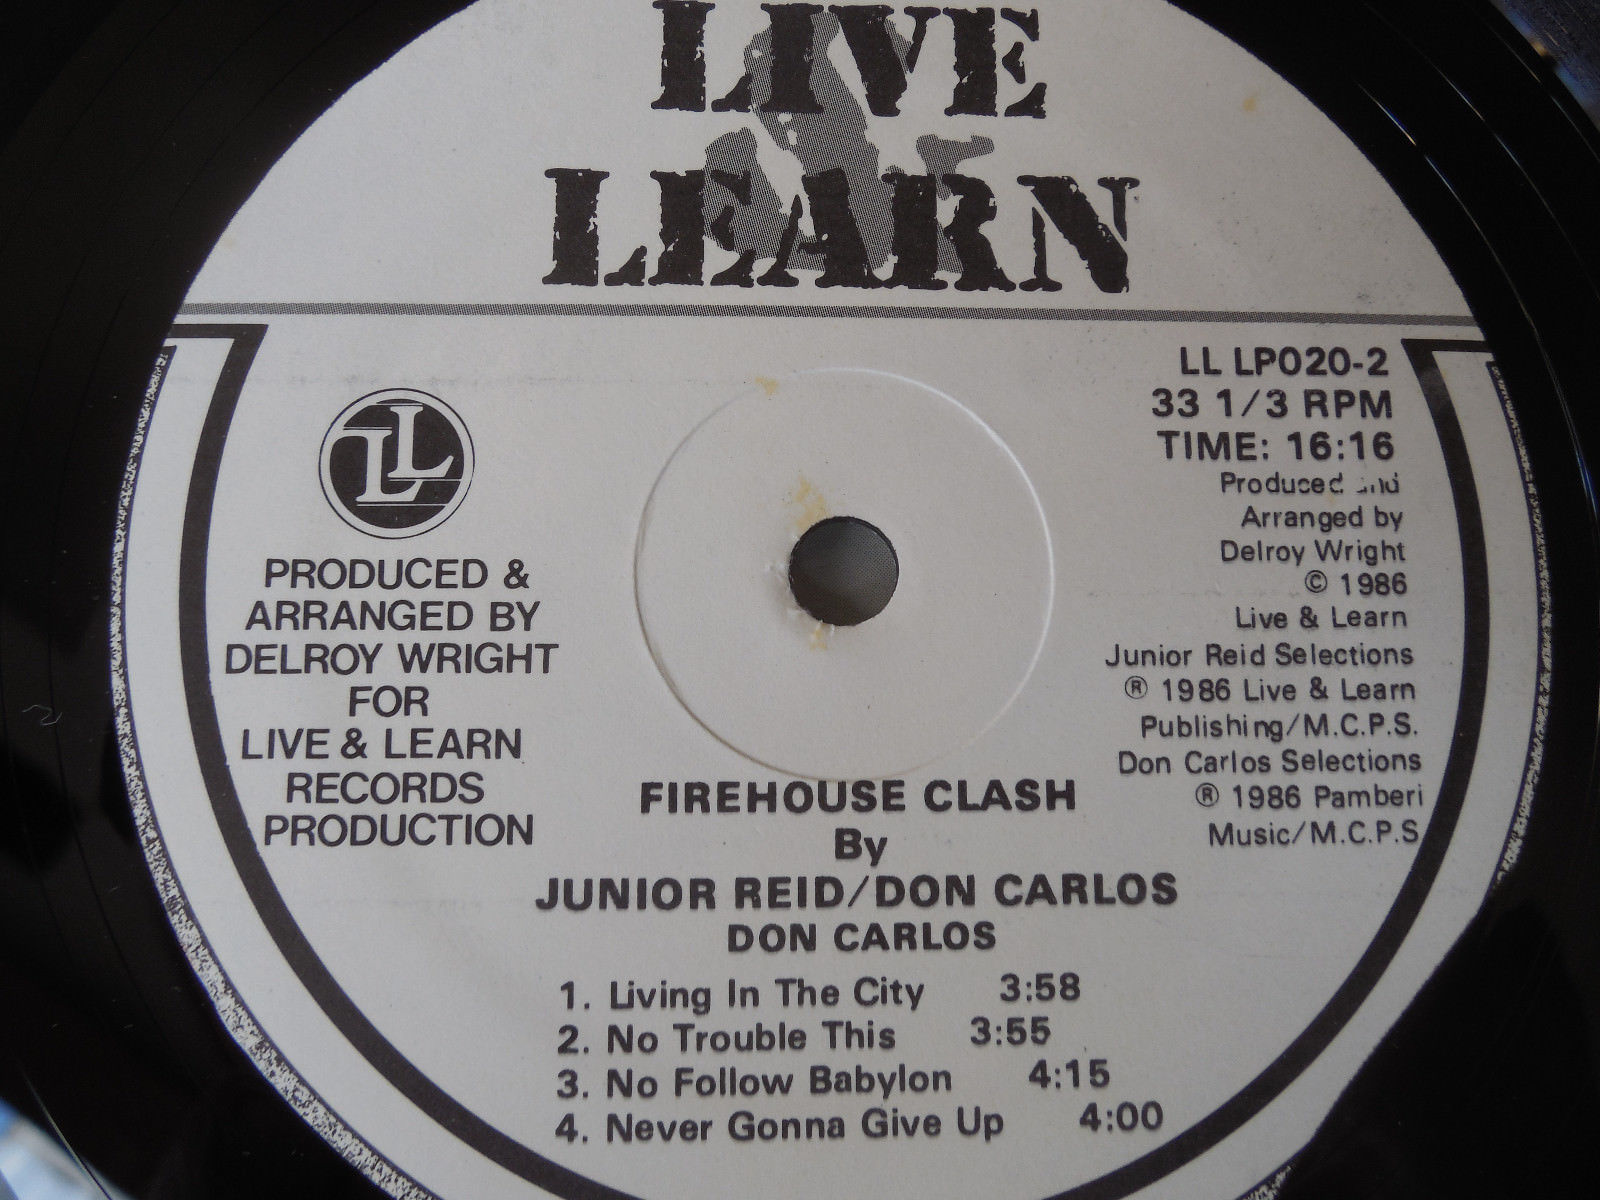 LIVE
LEARN
LL
PRODUCED &
ARRANGED BY
DELROY WRIGHT
FOR
LIVE & LEARN
RECORDS
PRODUCTION
LL LP020-2
33 1/3 RPM
TIME: 16:16
Produced and
Arranged by
Delroy Wright
© 1986
Live & Learn
Junior Reid Selections
® 1986 Live & Learn
Publishing/M.C.P.S.
Don Carlos Selections
® 1986 Pamberi
Music/M.C.P.S
FIREHOUSE CLASH
By
JUNIOR REID/DON CARLOS
DON CARLOS
1. Living In The City 3:58
2. No Trouble This 3:55
3. No Follow Babylon 4:15
4. Never Gonna Give Up 4:00